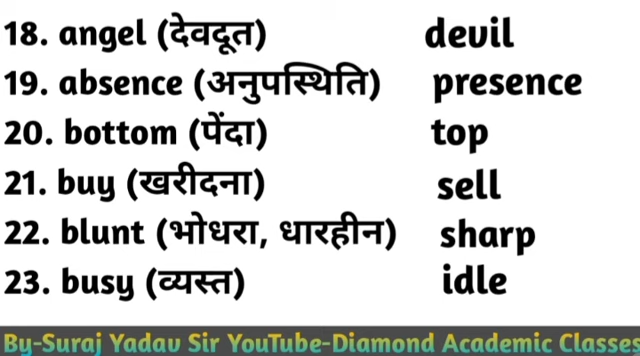 18. angel (देवदूत) devil
19. absence (अनुपस्थिति) presence
20. bottom (पेंदा) top
21. buy (खरीदना) sell
22. blunt (भोथरा, धारहीन) sharp
23. busy (व्यस्त) idle
By-Suraj Yadav Sir YouTube-Diamond Academic Classes